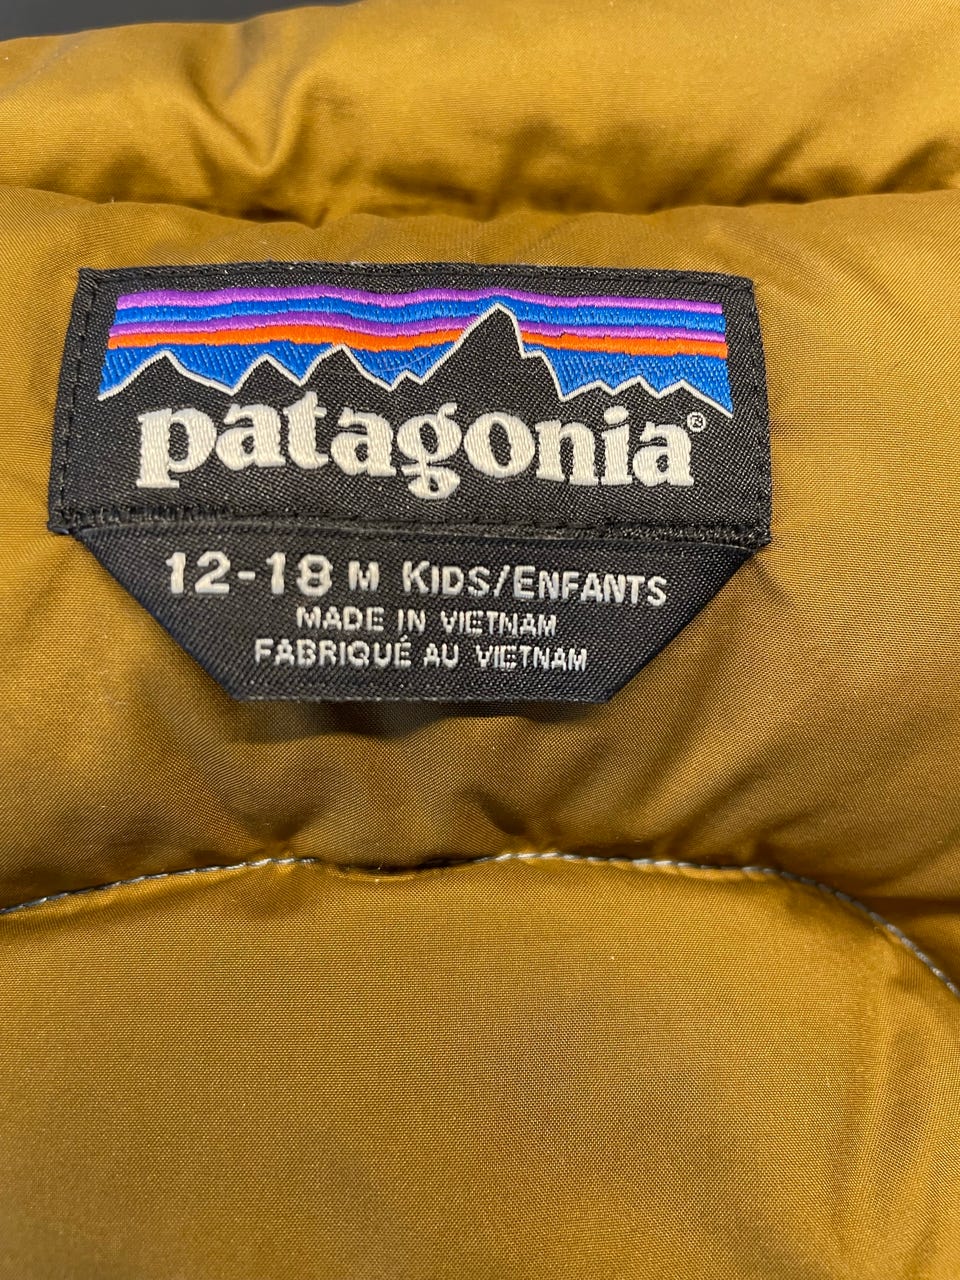 patagonia®
12-18 M KIDS/ENFANTS
MADE IN VIETNAM
FABRIQUÉ AU VIETNAM